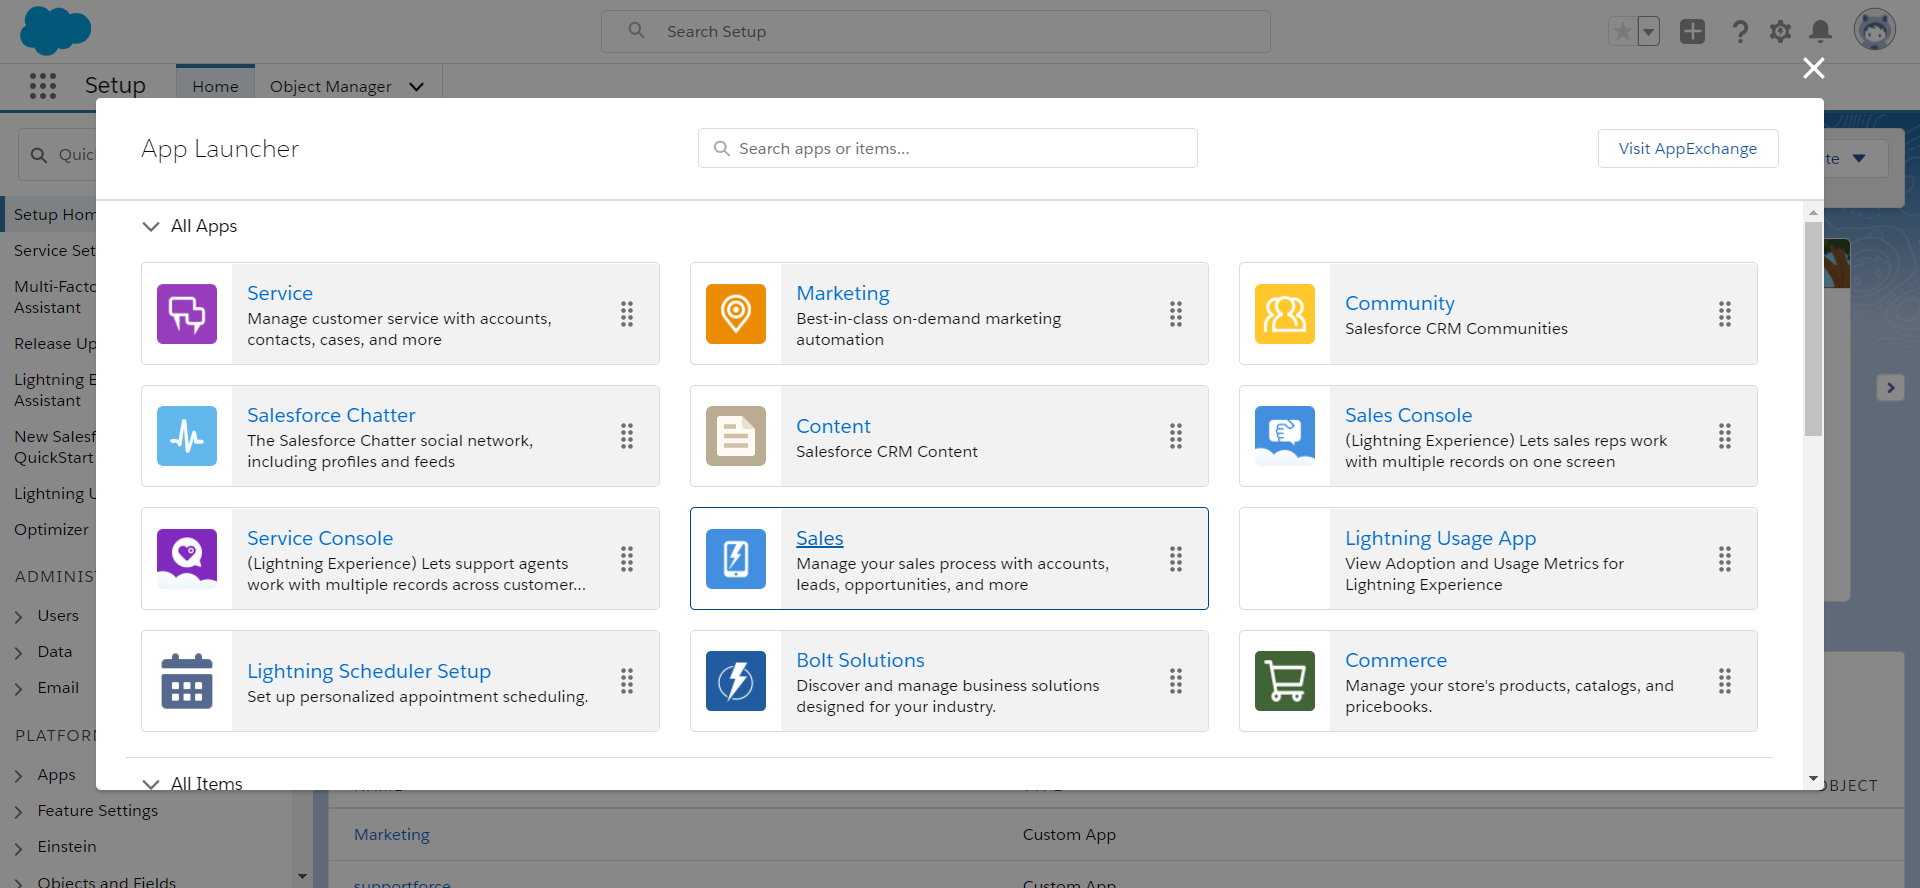 Search Setup
Setup
Home
Object Manager
App Launcher
Search apps or items...
Visit AppExchange
All Apps
Service
Manage customer service with accounts,
contacts, cases, and more
Marketing
Best-in-class on-demand marketing
automation
Community
Salesforce CRM Communities
Salesforce Chatter
The Salesforce Chatter social network,
including profiles and feeds
Content
Salesforce CRM Content
Sales Console
(Lightning Experience) Lets sales reps work
with multiple records on one screen
Service Console
(Lightning Experience) Lets support agents
work with multiple records across customer...
Sales
Manage your sales process with accounts,
leads, opportunities, and more
Lightning Usage App
View Adoption and Usage Metrics for
Lightning Experience
Lightning Scheduler Setup
Set up personalized appointment scheduling.
Bolt Solutions
Discover and manage business solutions
designed for your industry.
Commerce
Manage your store's products, catalogs, and
pricebooks.
All Items
Quic
Setup Hom
Service Set
Multi-Facto
Assistant
Release Up
Lightning E
Assistant
New Salesf
QuickStart
Lightning U
Optimizer
ADMINIS
Users
Data
Email
PLATFORM
Apps
Feature Settings
Einstein
Objects and Fields
te
OBJECT
Marketing
Custom App
supportforce
Custom App